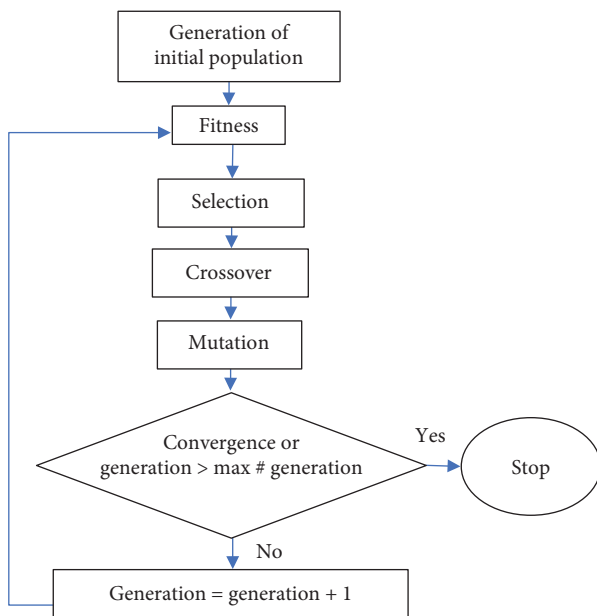 Generation of
initial population
Fitness
Selection
Crossover
Mutation
Convergence or
generation > max # generation
Yes
Stop
No
Generation = generation + 1